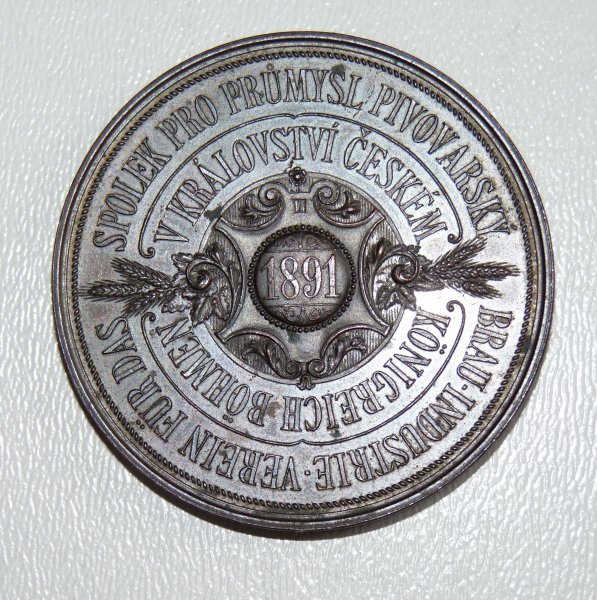 SPOLEK PRO PRŮMYSL PIVOVARSKÝ
V KRÁLOVSTVÍ ČESKÉM
1891
BRAU-INDUSTRIE-VEREIN FÜR DAS
KÖNIGREICH BÖHMEN